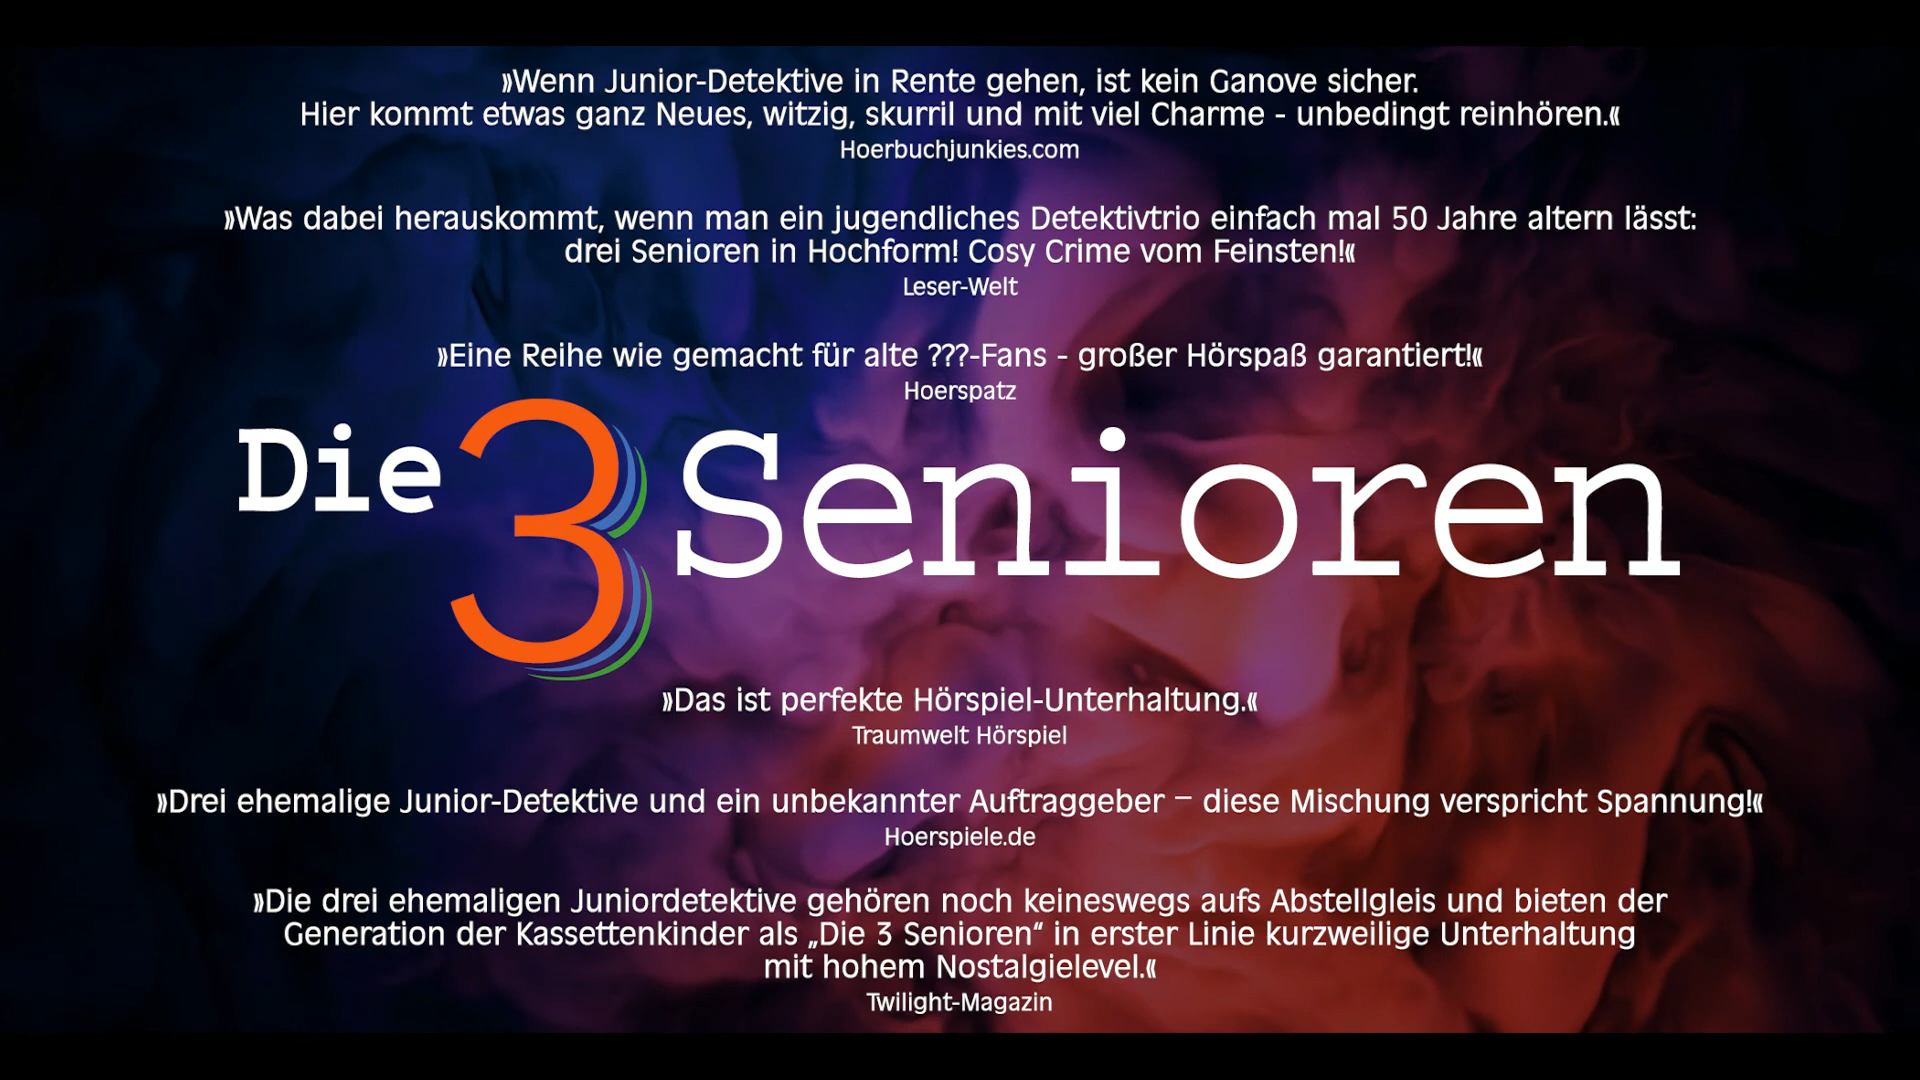 »Wenn Junior-Detektive in Rente gehen, ist kein Ganove sicher.
Hier kommt etwas ganz Neues, witzig, skurril und mit viel Charme - unbedingt reinhören.«
Hoerbuchjunkies.com
»Was dabei herauskommt, wenn man ein jugendliches Detektivtrio einfach mal 50 Jahre altern lässt:
drei Senioren in Hochform! Cosy Crime vom Feinsten!«
Leser-Welt
»Eine Reihe wie gemacht für alte ???-Fans - großer Hörspaß garantiert!«
Hoerspatz
Die 3 Senioren
»Das ist perfekte Hörspiel-Unterhaltung.«
Traumwelt Hörspiel
»Drei ehemalige Junior-Detektive und ein unbekannter Auftraggeber – diese Mischung verspricht Spannung!«
Hoerspiele.de
»Die drei ehemaligen Juniordetektive gehören noch keineswegs aufs Abstellgleis und bieten der
Generation der Kassettenkinder als „Die 3 Senioren“ in erster Linie kurzweilige Unterhaltung
mit hohem Nostalgielevel.«
Twilight-Magazin